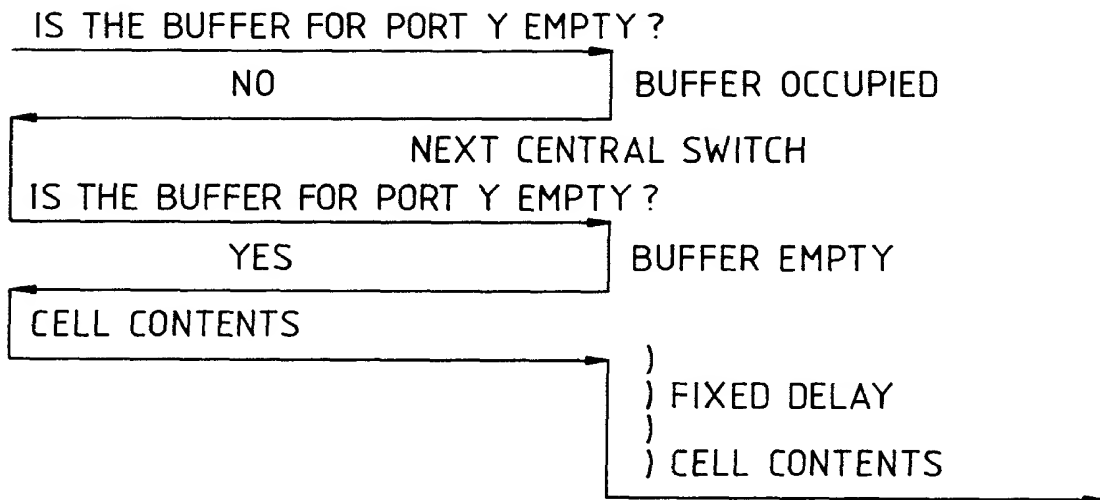 IS THE BUFFER FOR PORT Y EMPTY?
NO
BUFFER OCCUPIED
NEXT CENTRAL SWITCH
IS THE BUFFER FOR PORT Y EMPTY?
YES
BUFFER EMPTY
CELL CONTENTS
)
) FIXED DELAY
)
) CELL CONTENTS